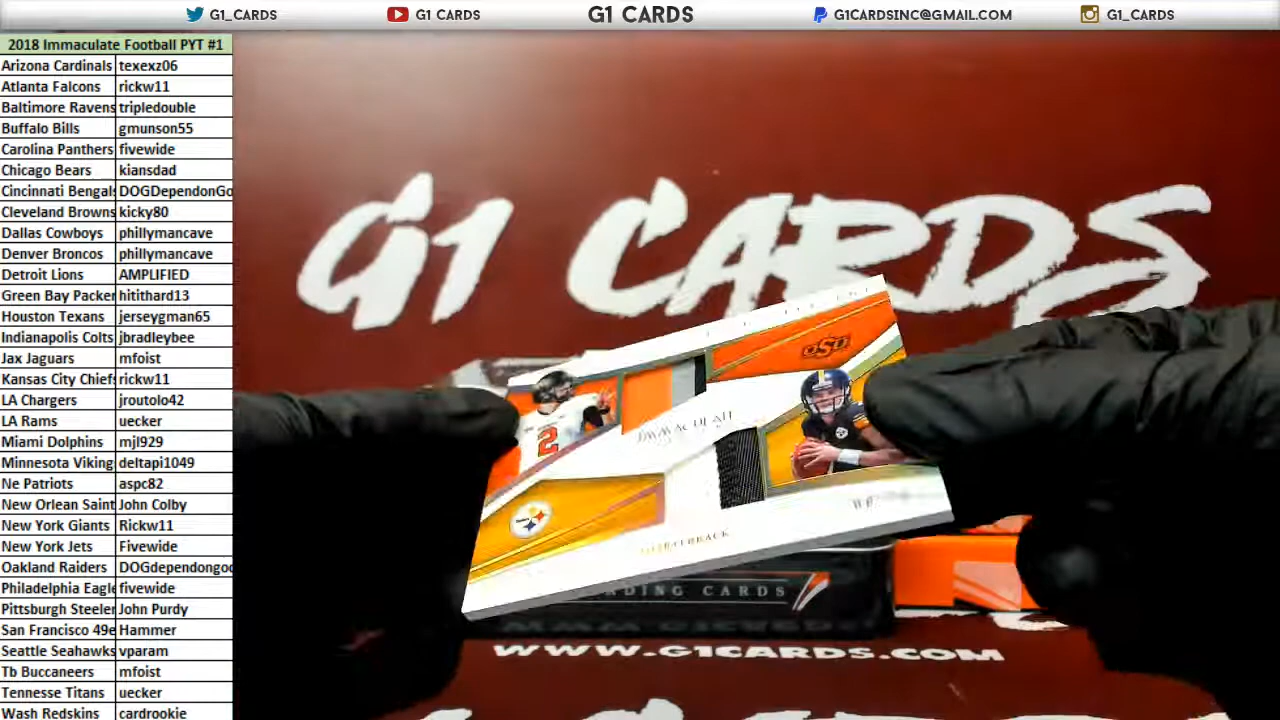 G1_CARDS G1 CARDS G1 CARDS G1CARDSINC@GMAIL.COM G1_CARDS
2018 Immaculate Football PYT #1
Arizona Cardinals texexz06
Atlanta Falcons rickw11
Baltimore Ravens tripledouble
Buffalo Bills gmunson55
Carolina Panthers fivewide
Chicago Bears kiansdad
Cincinnati Bengals DOGDependonGo
Cleveland Browns kicky80
Dallas Cowboys phillymancave
Denver Broncos phillymancave
Detroit Lions AMPLIFIED
Green Bay Packer hitithard13
Houston Texans jerseygman65
Indianapolis Colts jbradleybee
Jax Jaguars mfoist
Kansas City Chiefs rickw11
LA Chargers jroutolo42
LA Rams uecker
Miami Dolphins mjl929
Minnesota Viking deltapi1049
Ne Patriots aspc82
New Orlean Saint John Colby
New York Giants Rickw11
New York Jets Fivewide
Oakland Raiders DOGdependongod
Philadelphia Eagle fivewide
Pittsburgh Steeler John Purdy
San Francisco 49e Hammer
Seattle Seahawks vparam
Tb Buccaneers mfoist
Tennesse Titans uecker
Wash Redskins cardrookie
G1 CARDS
OSU
2
IMMACULATE
Steelers
QUARTERBACK
TRADING CARDS
WWW.G1CARDS.COM